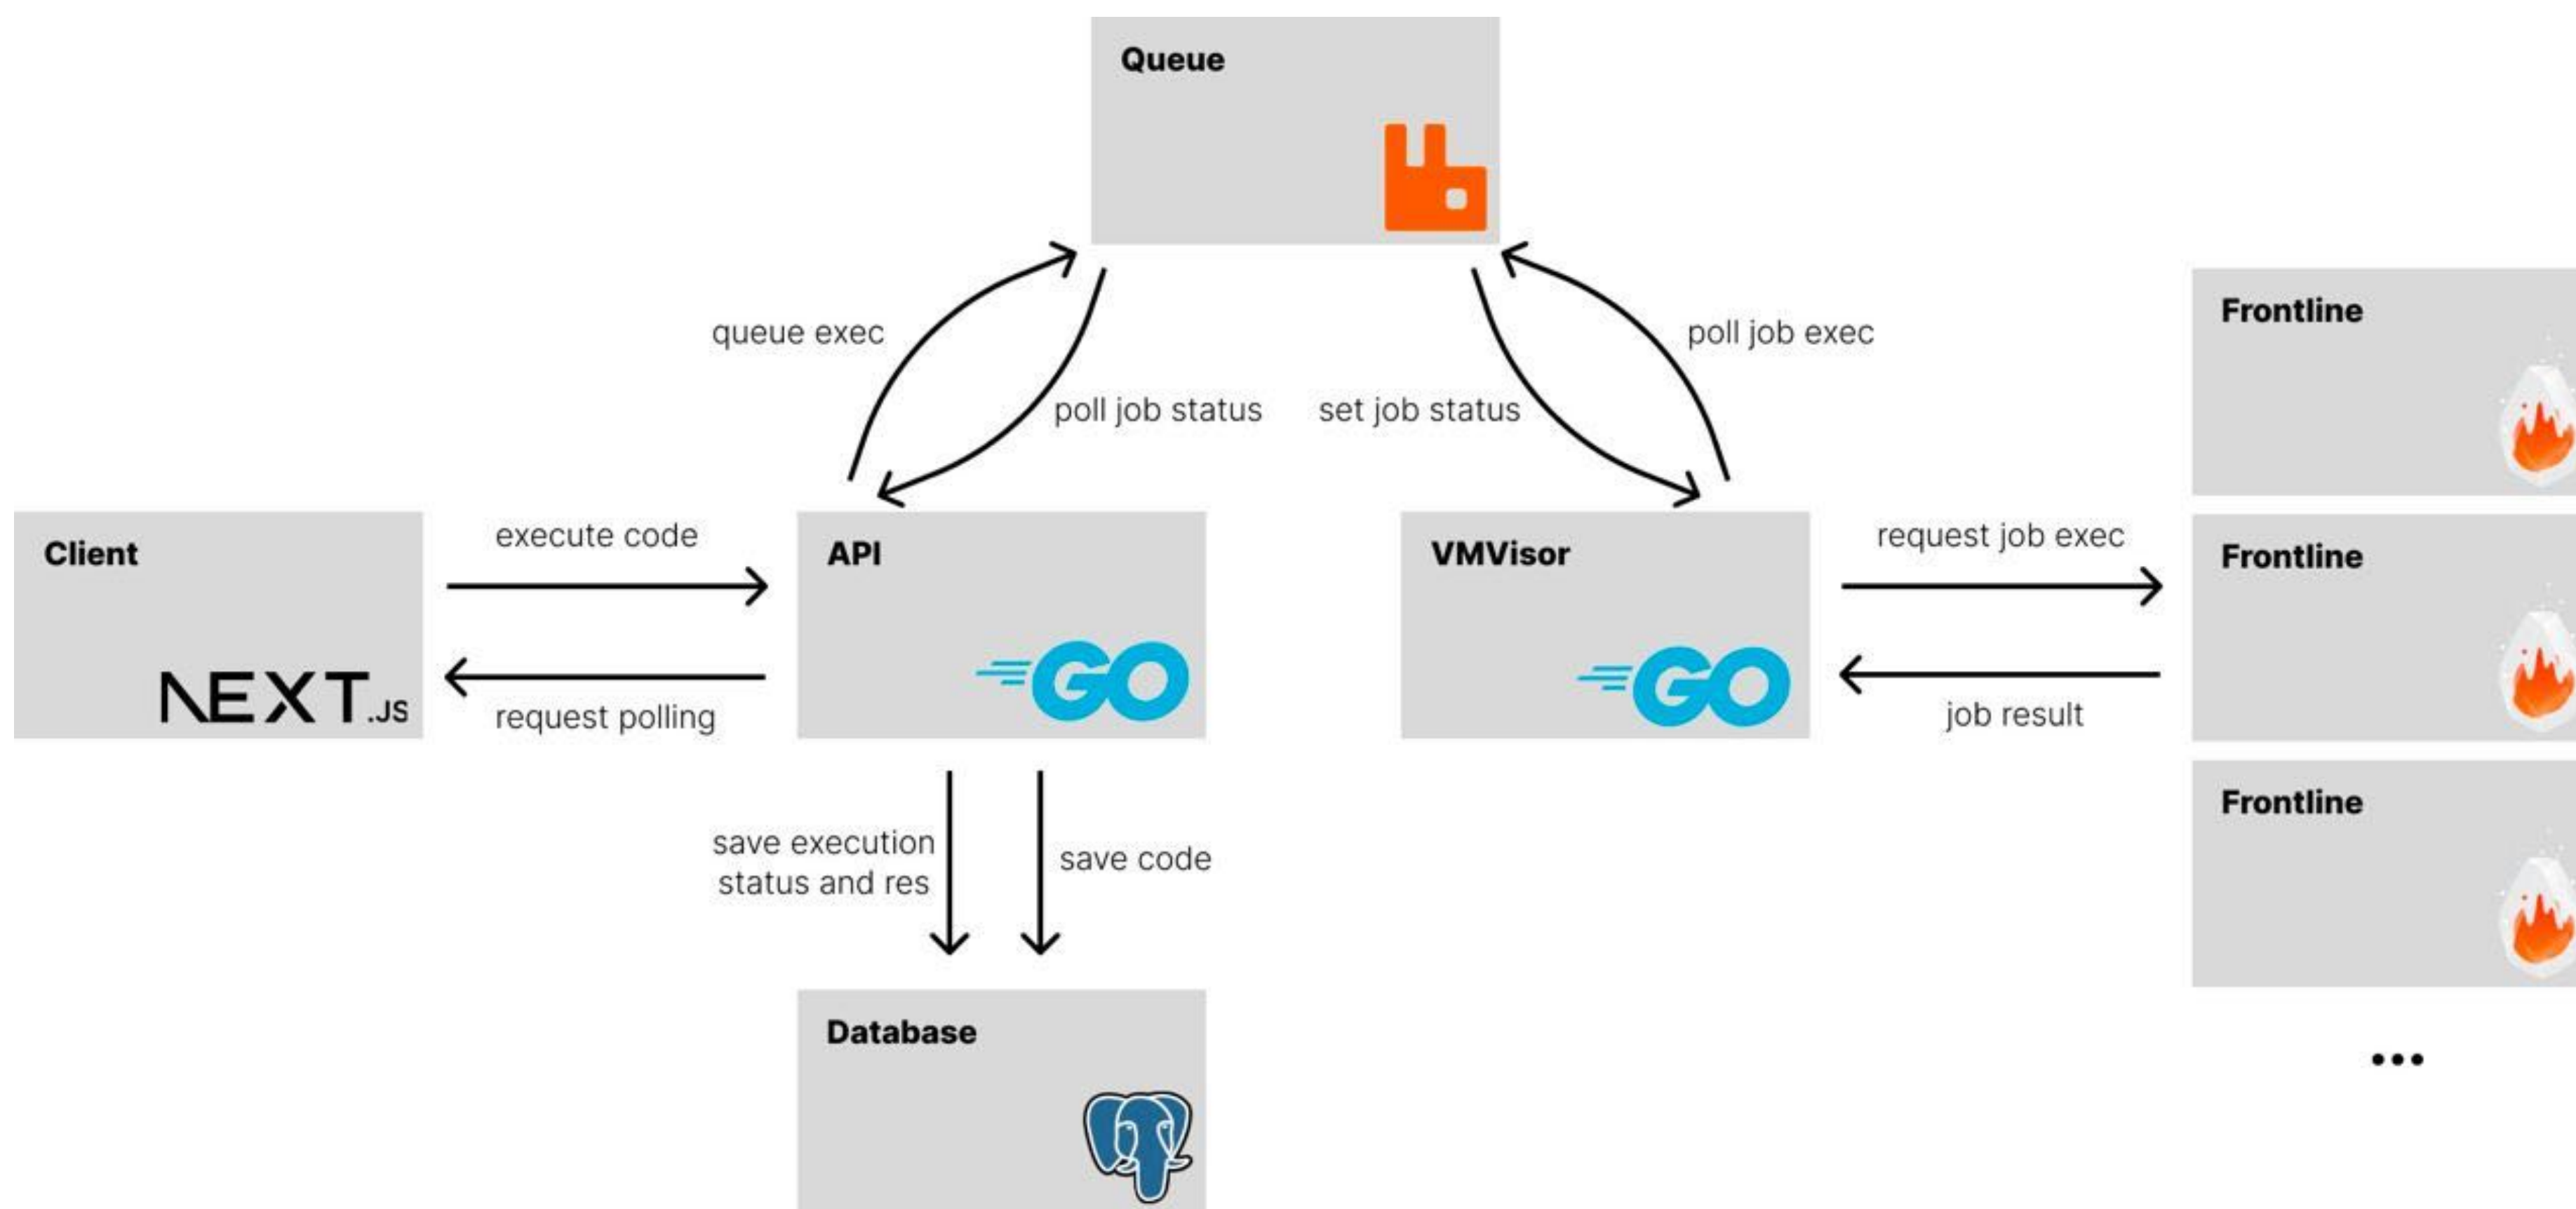 Queue
queue exec
poll job status
set job status
poll job exec
Client
NEXT.JS
execute code
request polling
API
GO
VMVisor
GO
request job exec
job result
Frontline
Frontline
Frontline
save execution
status and res
save code
Database
...